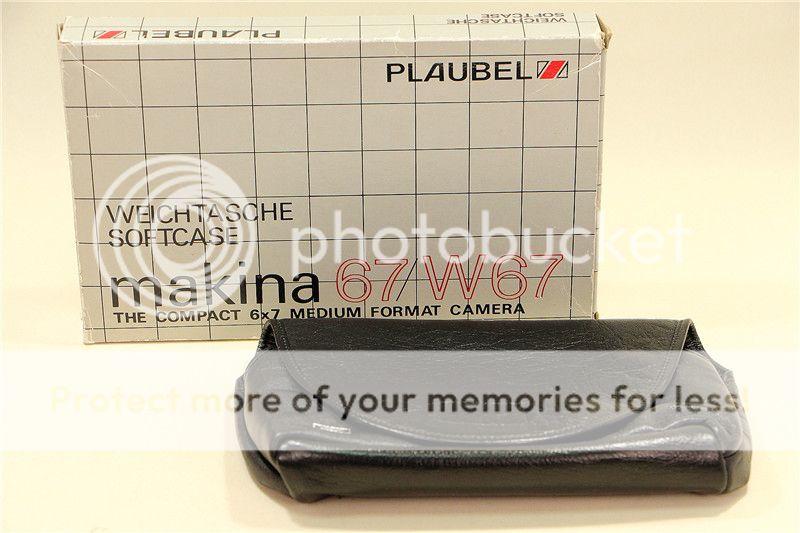 WEICHTASCHE
SOFTCASE
PLAUBEL
PLAUBEL
WEICHTASCHE
SOFTCASE
photobucket
makina 67/W67
THE COMPACT 6x7 MEDIUM FORMAT CAMERA
Protect more of your memories for less!